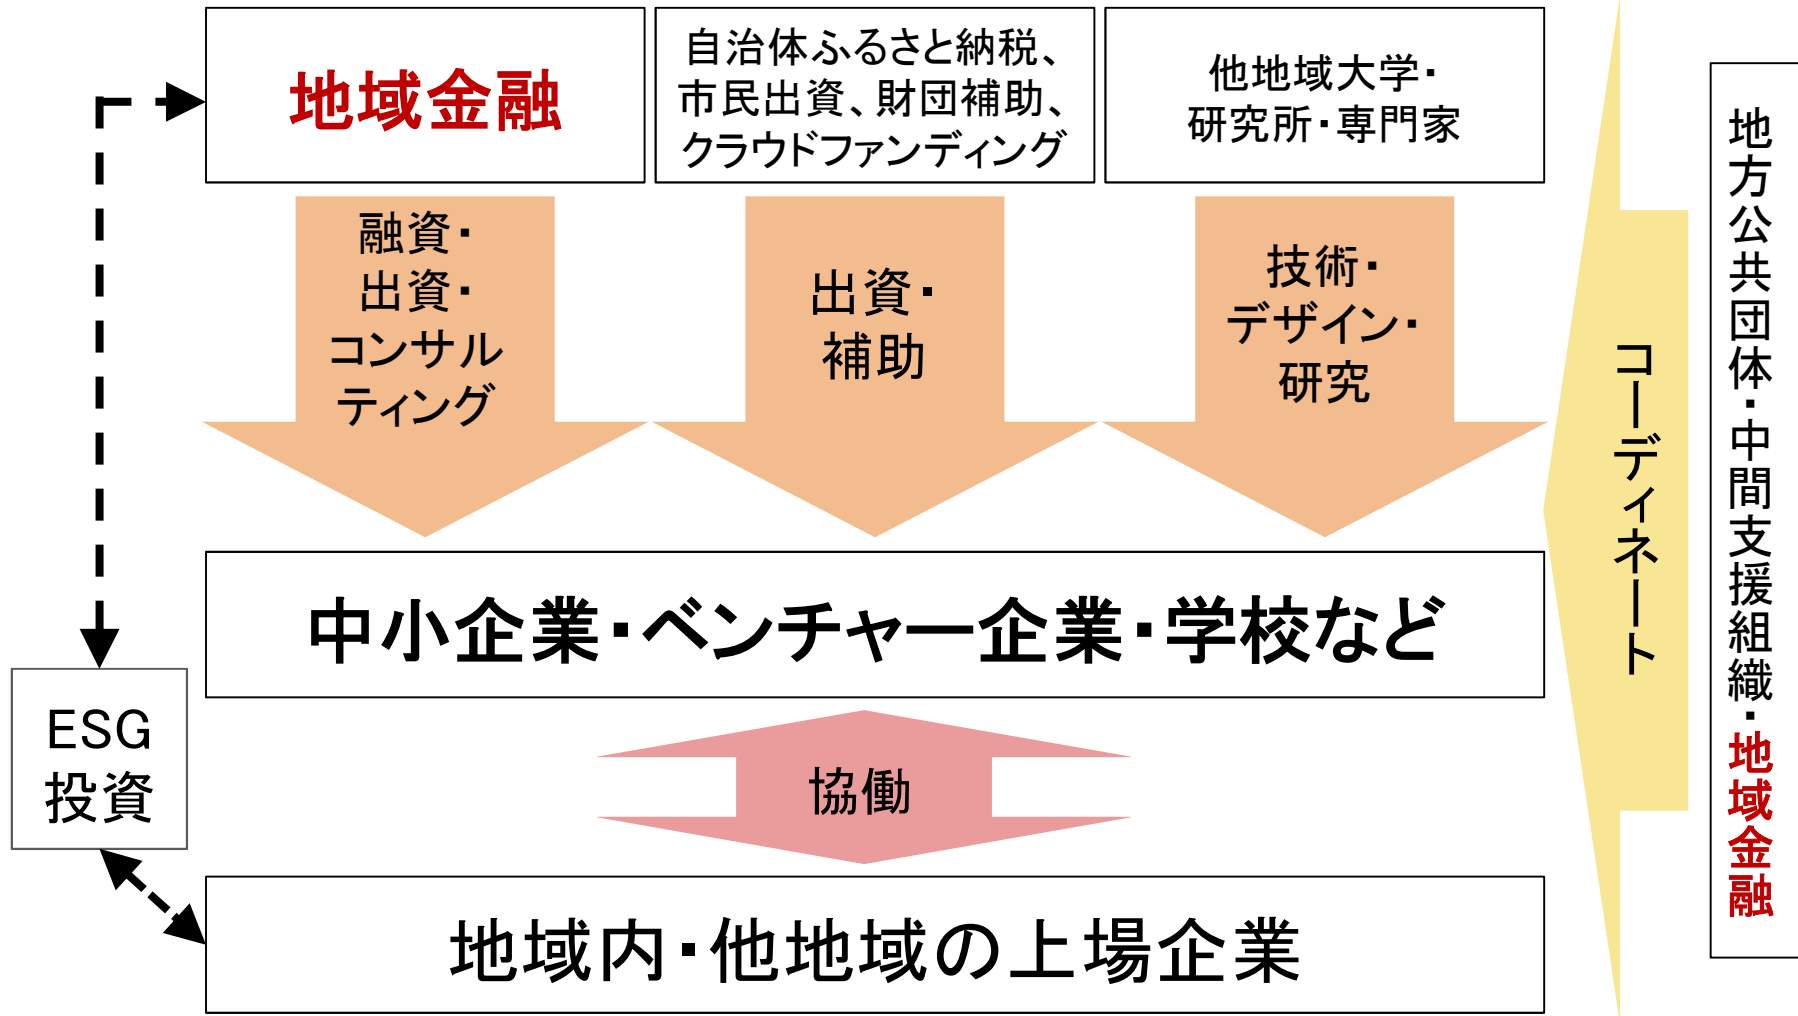 地域金融
自治体ふるさと納税、
市民出資、財団補助、
クラウドファンディング
他地域大学・
研究所・専門家
融資・
出資・
コンサル
ティング
出資・
補助
技術・
デザイン・
研究
コーディネート
地方公共団体・中間支援組織・地域金融
中小企業・ベンチャー企業・学校など
ESG
投資
協働
地域内・他地域の上場企業